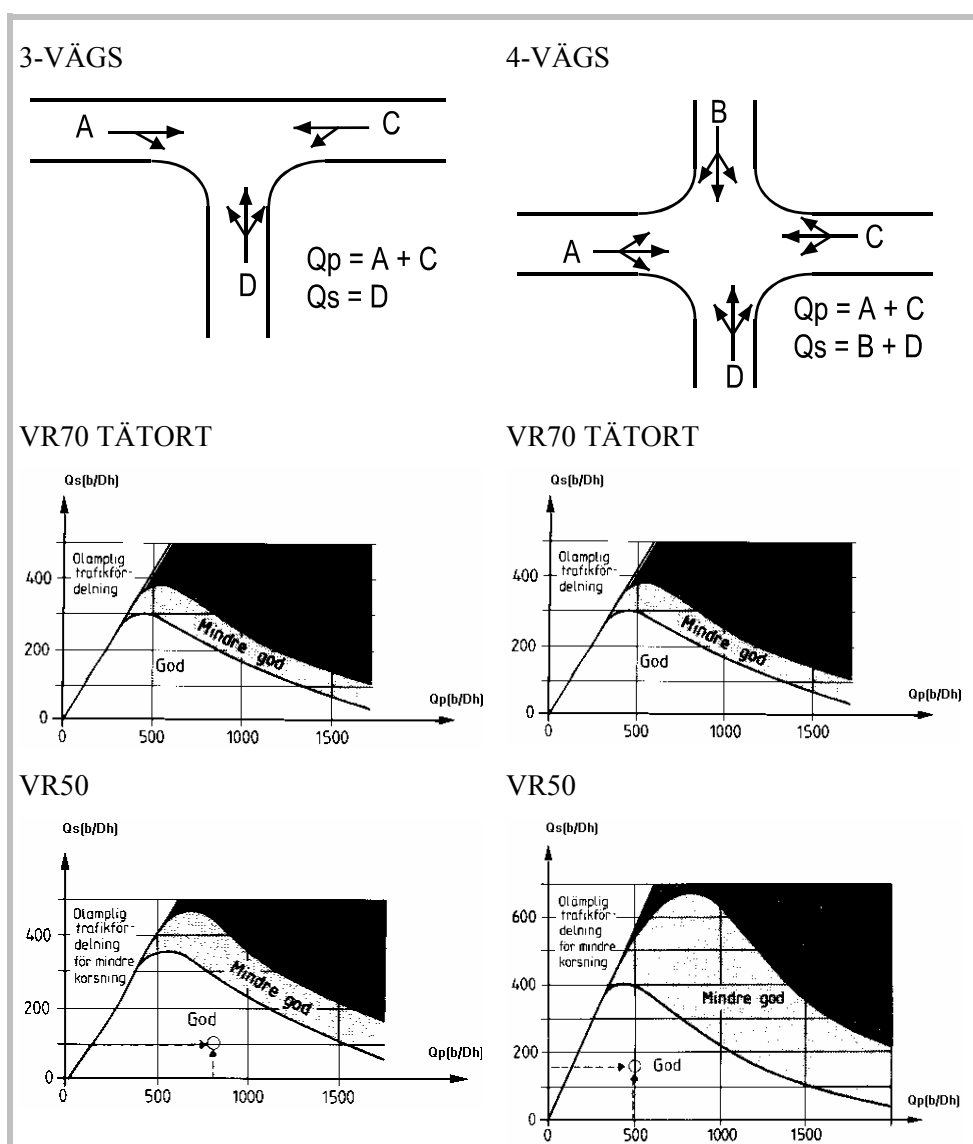 3-VÄGS
A
C
D
Qp = A + C
Qs = D
4-VÄGS
B
A
C
D
Qp = A + C
Qs = B + D
VR70 TÄTORT
Qs(b/Dh)
400
200
0
Olamplig
trafikför-
delning
Mindre god
God
Qp(b/Dh)
0 500 1000 1500
VR70 TÄTORT
Qs(b/Dh)
400
200
0
Olamplig
trafikför-
delning
Mindre god
God
Qp(b/Dh)
0 500 1000 1500
VR50
Qs(b/Dh)
400
200
0
Olamplig
trafikför-
delning
för mindre
korsning
Mindre god
God
Qp(b/Dh)
0 500 1000 1500
VR50
Qs(b/Dh)
600
400
200
0
Olämplig
trafikför-
delning
för mindre
korsning
Mindre god
God
Qp(b/Dh)
0 500 1000 1500